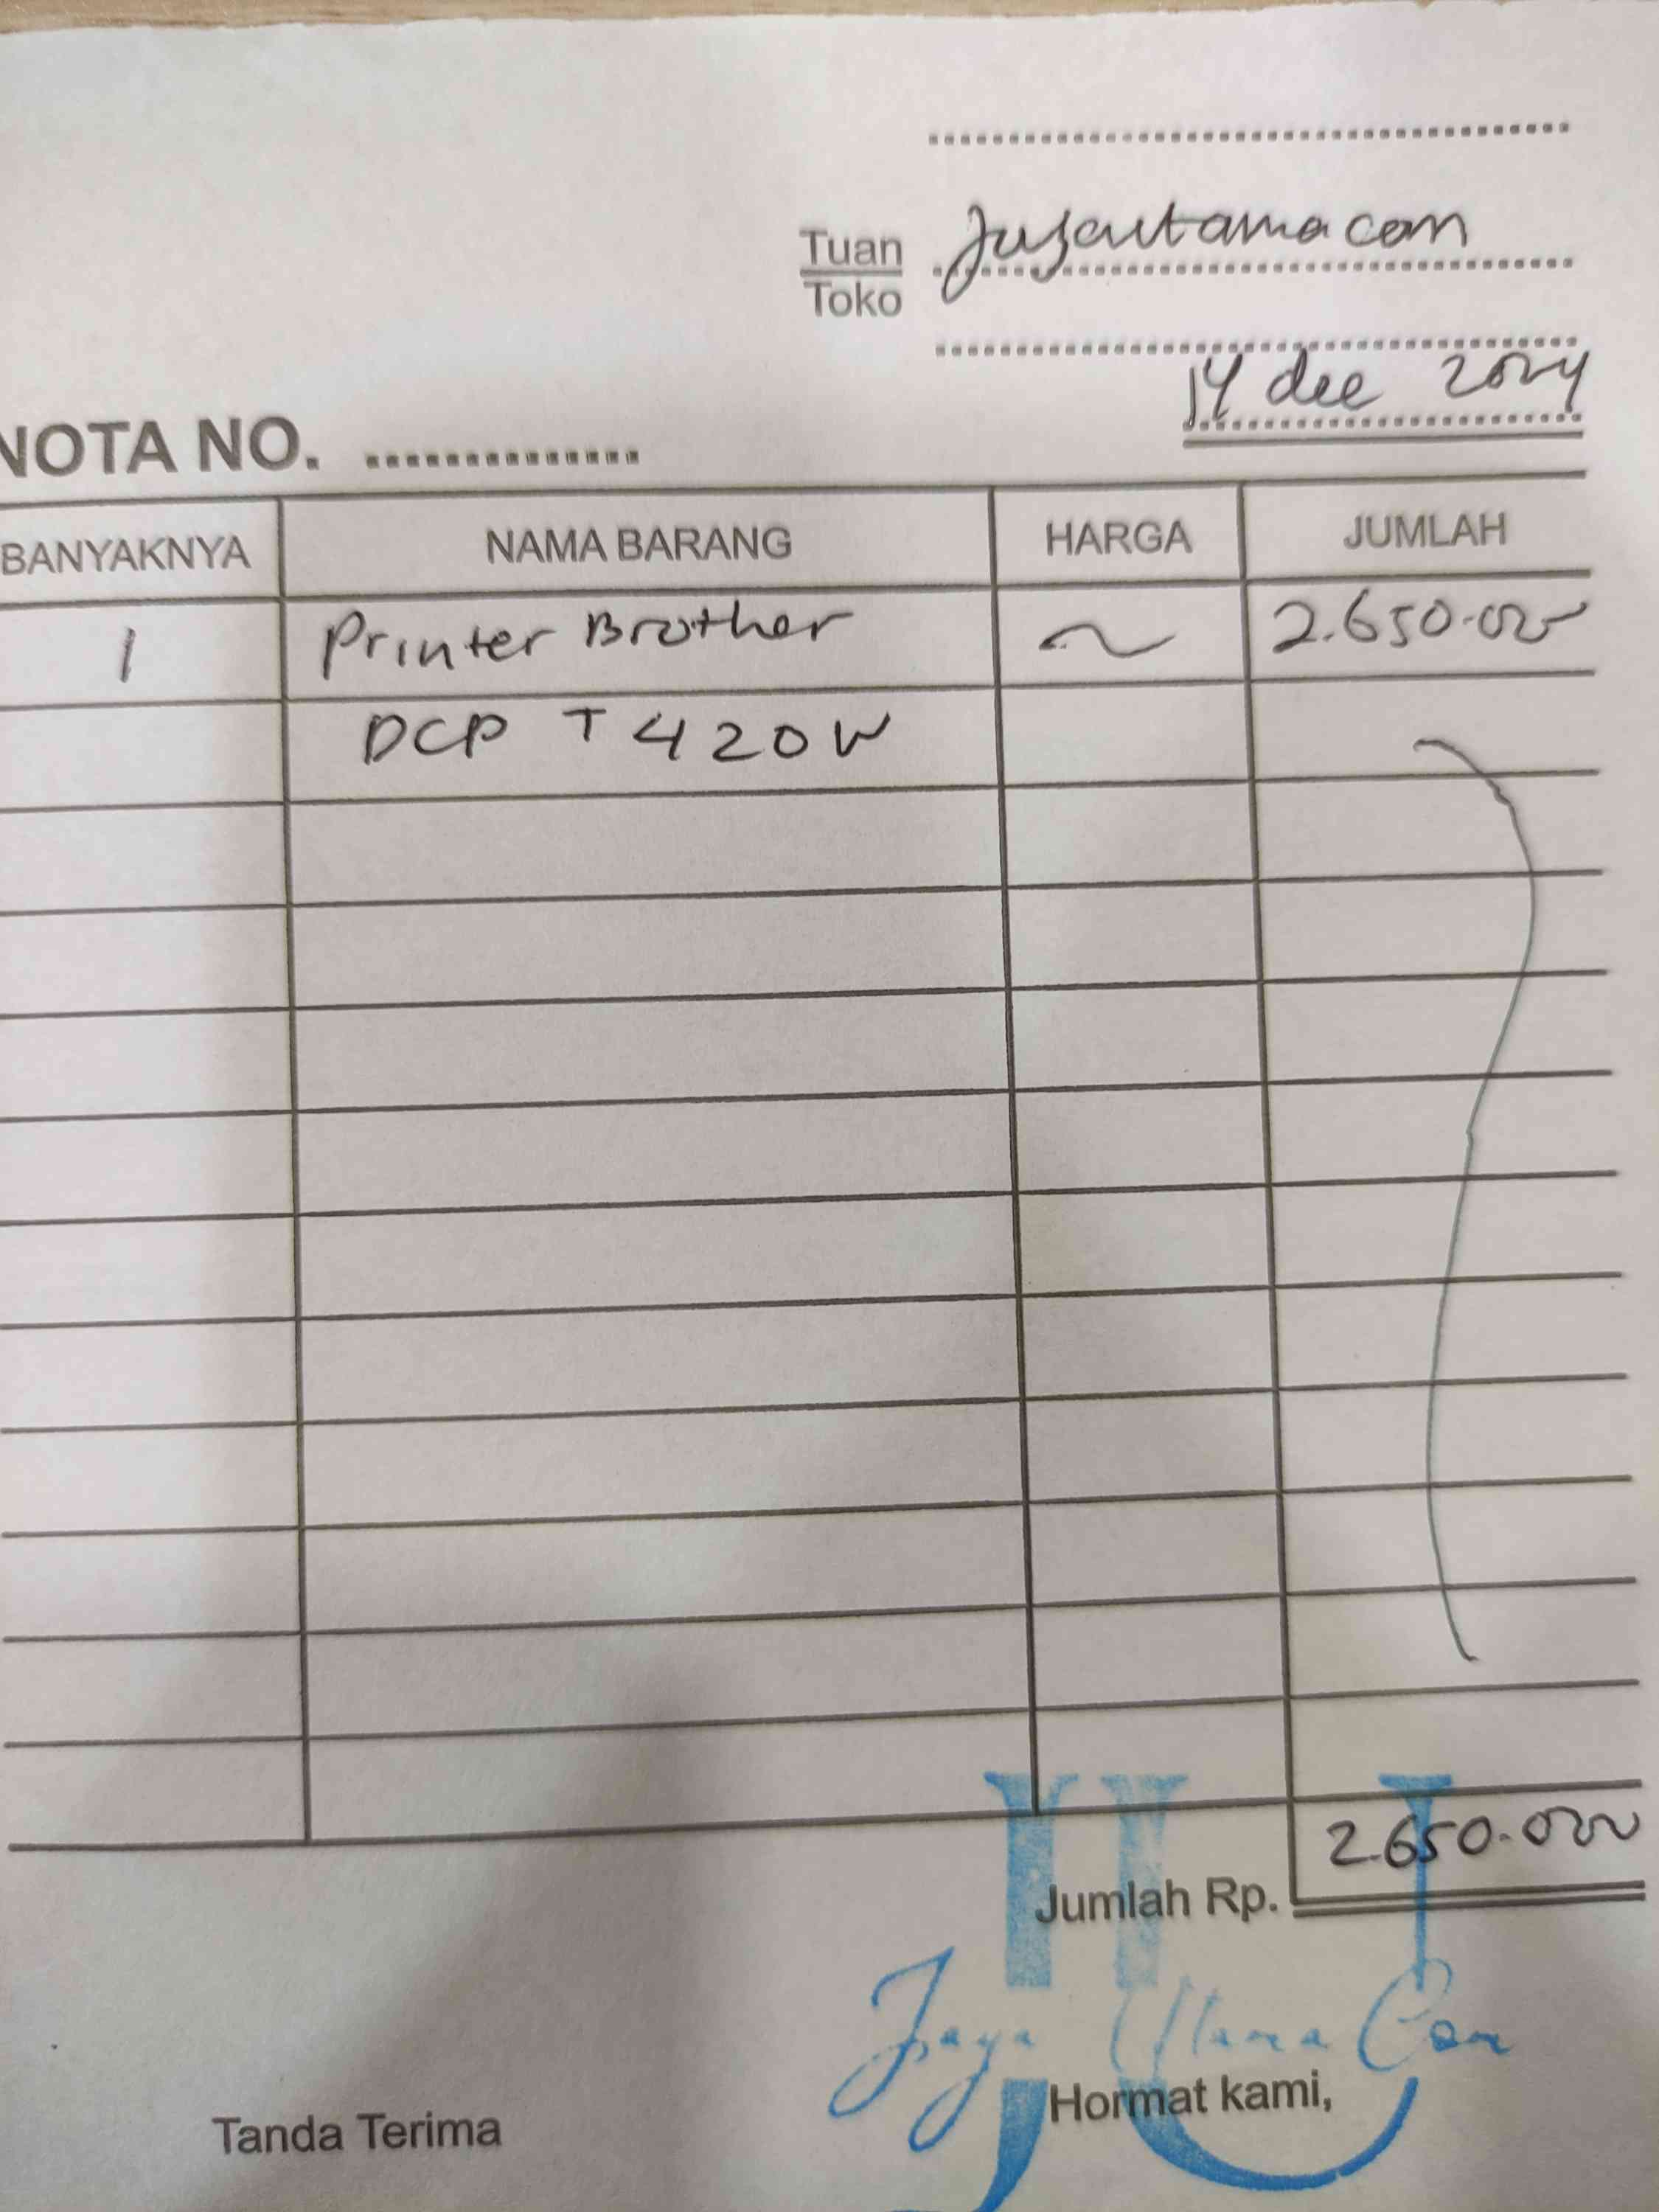 Tuan
Toko
Jayautamacom
14 dec 2024
NOTA NO.
BANYAKNYA NAMA BARANG HARGA JUMLAH
1 Printer Brother ~ 2.650.000
DCP T420W
Jumlah Rp. 2.650.000
Jaya Utama Com
Tanda Terima Hormat kami,